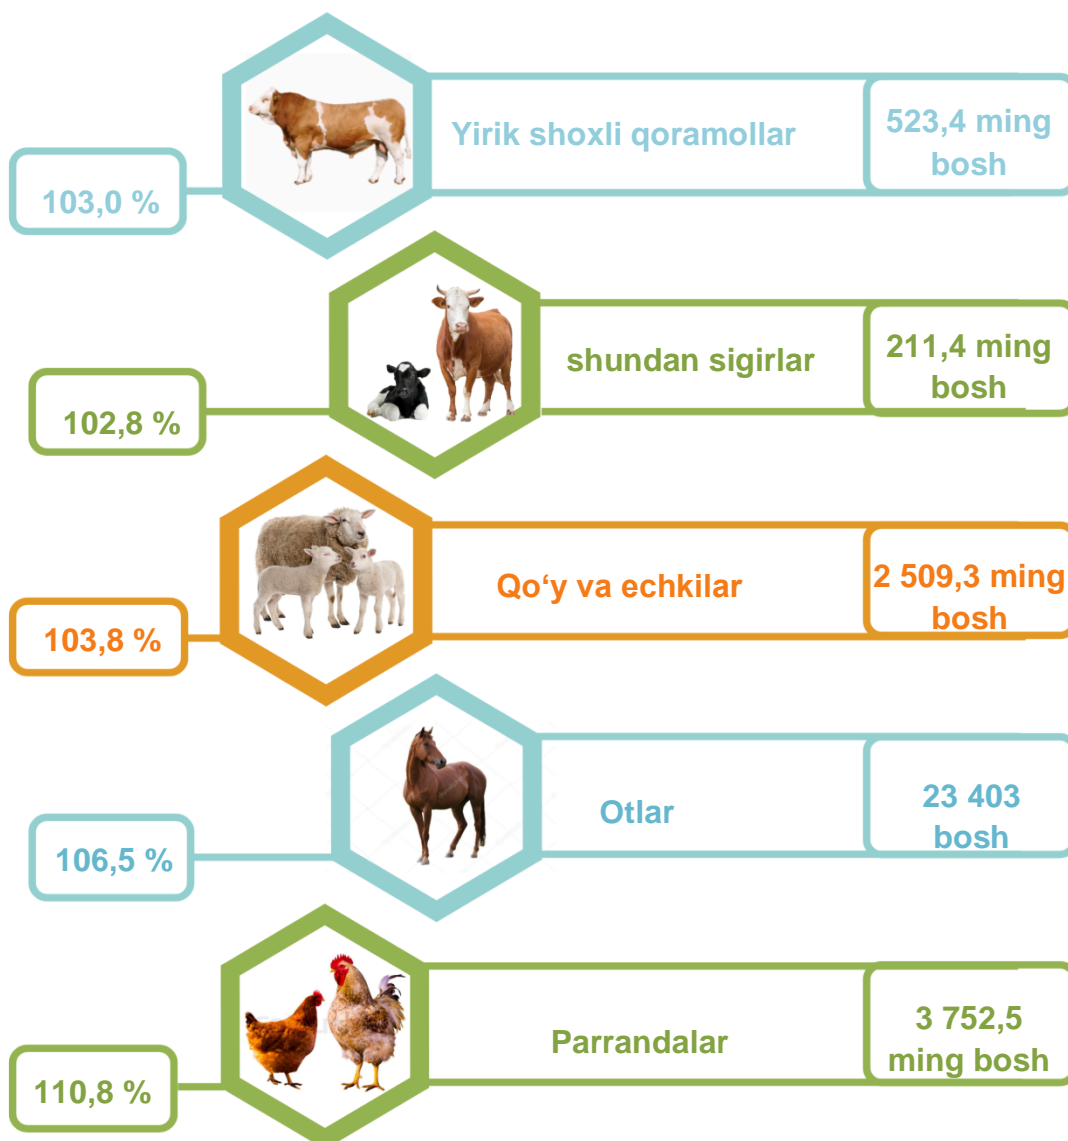 Yirik shoxli qoramollar
523,4 ming
bosh
103,0 %
shundan sigirlar
211,4 ming
bosh
102,8 %
Qo‘y va echkilar
2 509,3 ming
bosh
103,8 %
Otlar
23 403
bosh
106,5 %
Parrandalar
3 752,5
ming bosh
110,8 %